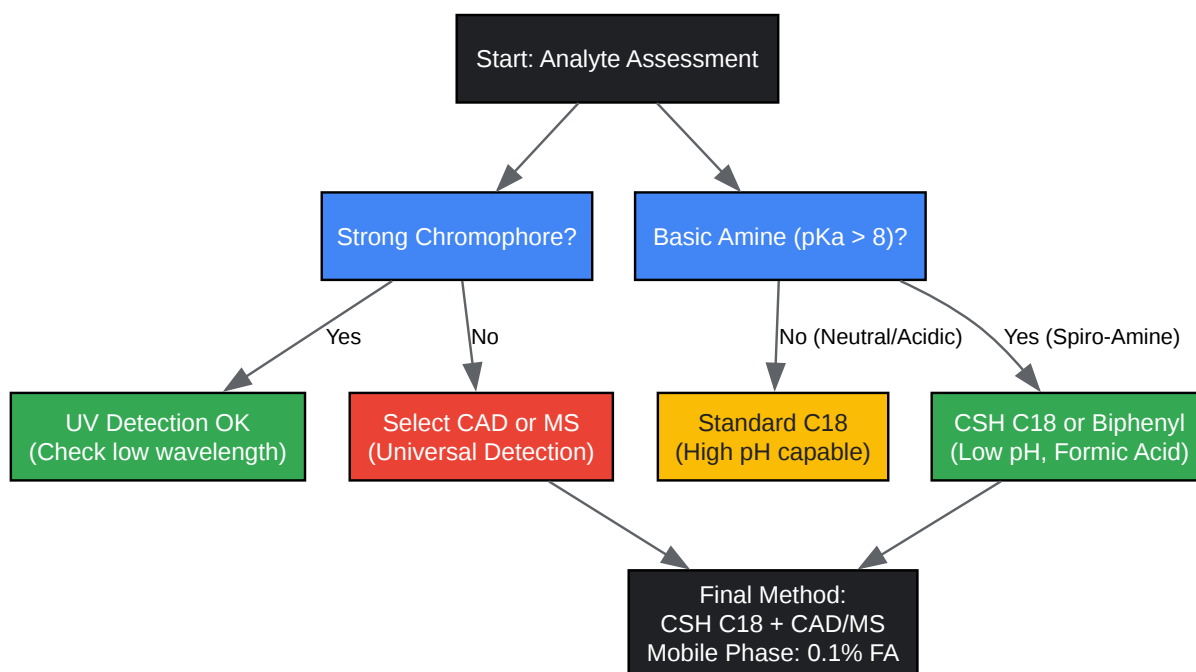 Start: Analyte Assessment
Strong Chromophore?
Basic Amine (pKa > 8)?
Yes
No
No (Neutral/Acidic)
Yes (Spiro-Amine)
UV Detection OK
(Check low wavelength)
Select CAD or MS
(Universal Detection)
Standard C18
(High pH capable)
CSH C18 or Biphenyl
(Low pH, Formic Acid)
Final Method:
CSH C18 + CAD/MS
Mobile Phase: 0.1% FA